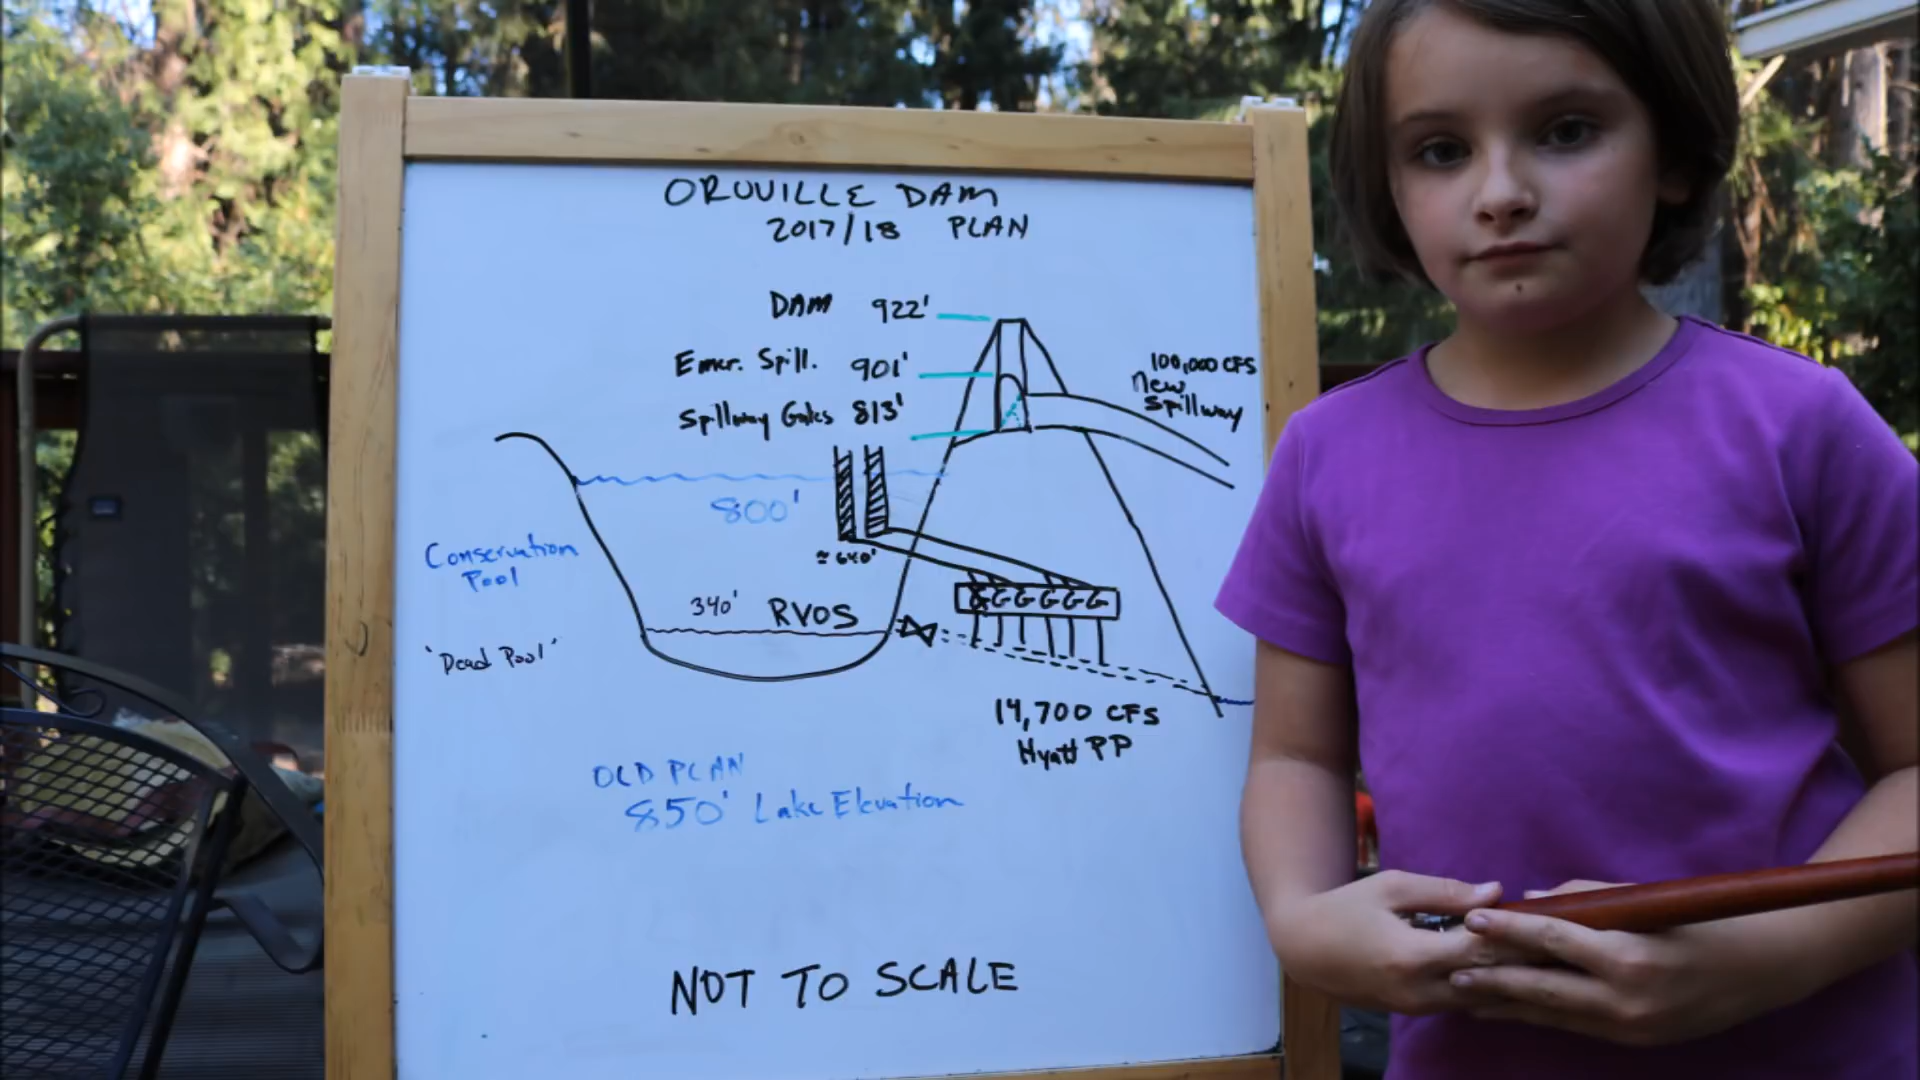 OROVILLE DAM
2017/18 PLAN
DAM 922'
Emer. Spill. 901'
Spillway Gates 813'
100,000 CFS
New
Spillway
800'
Conservation
Pool
≈ 640'
G G G G G G
340' RVOS
'Dead Pool'
14,700 CFS
Hyatt PP
OLD PLAN
850' Lake Elevation
NOT TO SCALE